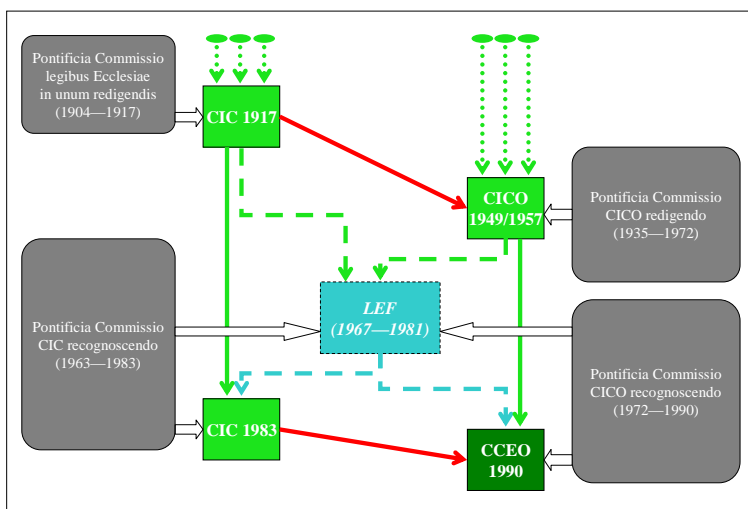 Pontificia Commissio
legibus Ecclesiae
in unum redigendis
(1904—1917)
CIC 1917
CICO
1949/1957
Pontificia Commissio
CICO redigendo
(1935—1972)
Pontificia Commissio
CIC recognoscendo
(1963—1983)
LEF
(1967—1981)
Pontificia Commissio
CICO recognoscendo
(1972—1990)
CIC 1983
CCEO
1990